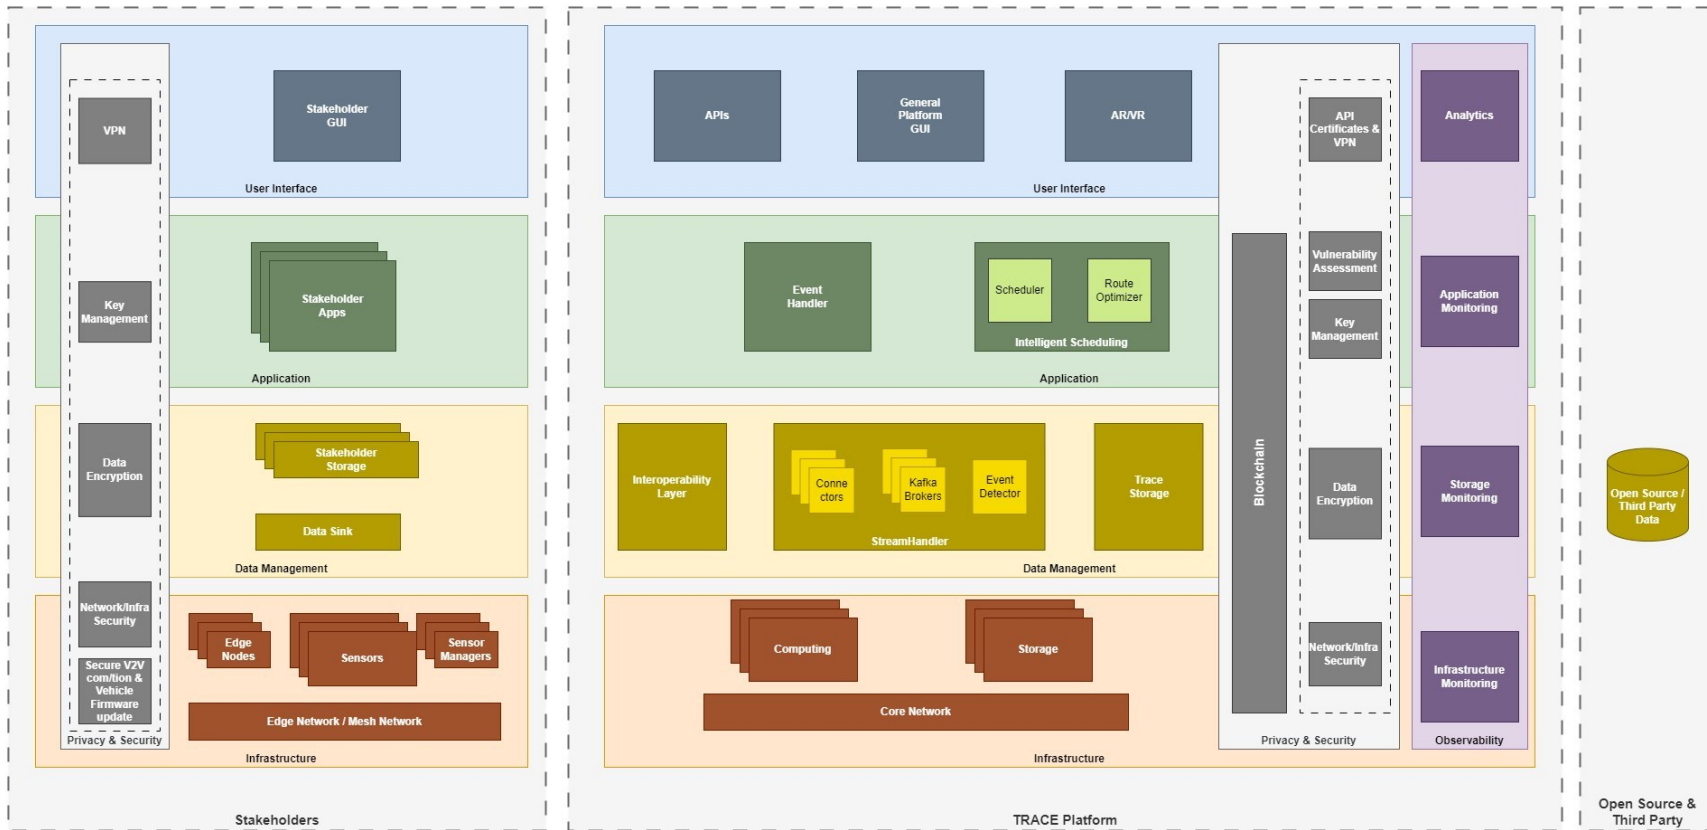 VPN
Stakeholder
GUI
User Interface
Key
Management
Stakeholder
Apps
Application
Data
Encryption
Stakeholder
Storage
Data Sink
Data Management
Network/Infra
Security
Secure V2V
com/tion &
Vehicle
Firmware
update
Privacy & Security
Edge
Nodes
Sensors
Sensor
Managers
Edge Network / Mesh Network
Infrastructure
Stakeholders
APIs
General
Platform
GUI
AR/VR
User Interface
Event
Handler
Scheduler
Route
Optimizer
Intelligent Scheduling
Application
Interoperability
Layer
Conne
ctors
Kafka
Brokers
Event
Detector
StreamHandler
Trace
Storage
Data Management
Computing
Storage
Core Network
Infrastructure
Blockchain
API
Certificates &
VPN
Vulnerability
Assessment
Key
Management
Data
Encryption
Network/Infra
Security
Privacy & Security
Analytics
Application
Monitoring
Storage
Monitoring
Infrastructure
Monitoring
Observability
TRACE Platform
Open Source /
Third Party
Data
Open Source &
Third Party